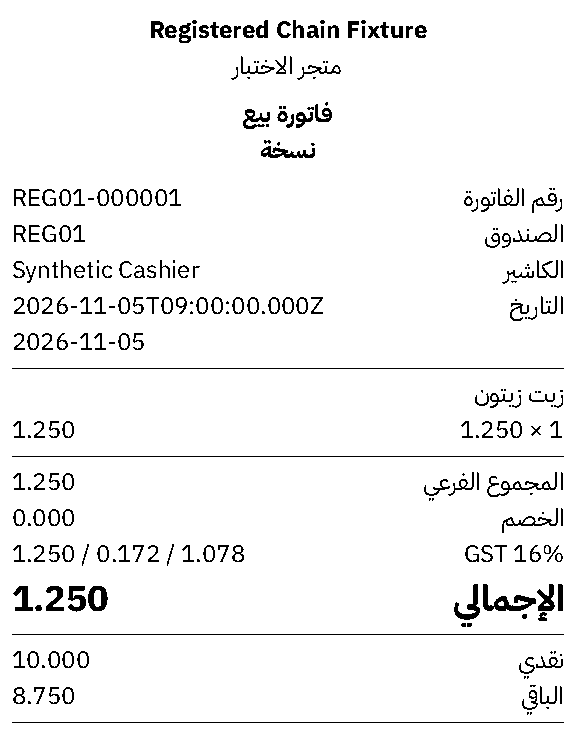 Registered Chain Fixture
متجر الاختبار
فاتورة بيع
نسخة
رقم الفاتورة REG01-000001
الصندوق REG01
الكاشير Synthetic Cashier
التاريخ 2026-11-05T09:00:00.000Z
2026-11-05
زيت زيتون
1 × 1.250 1.250
المجموع الفرعي 1.250
الخصم 0.000
GST 16% 1.250 / 0.172 / 1.078
الإجمالي 1.250
نقدي 10.000
الباقي 8.750